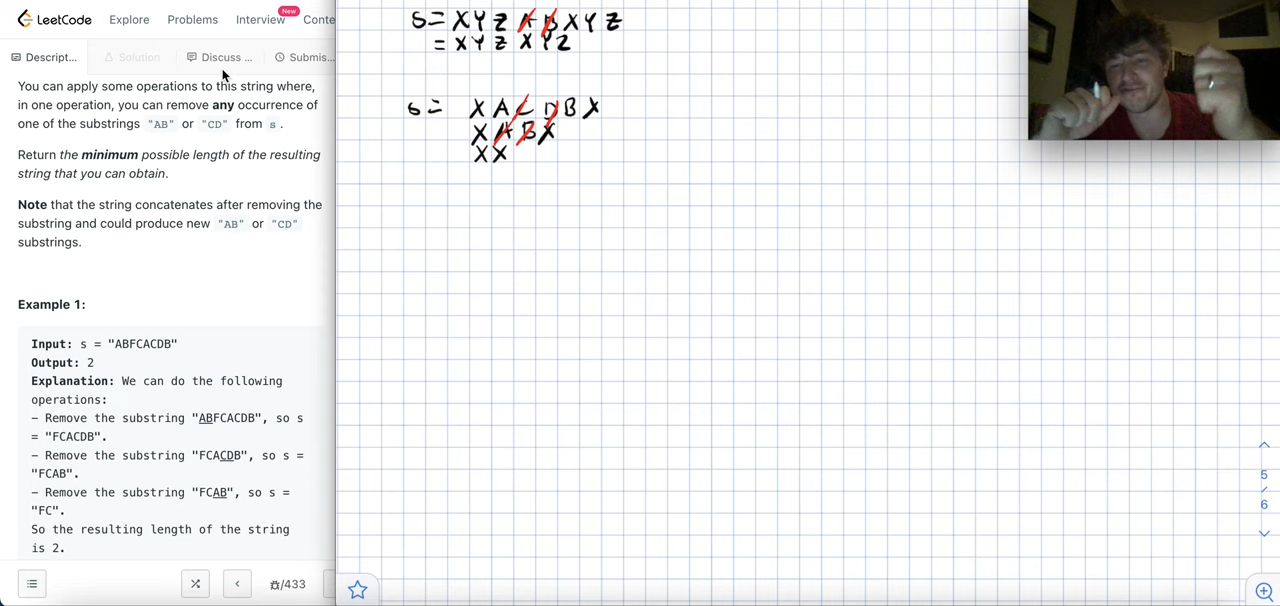 LeetCode Explore Problems Interview New Conte
Descript... Solution Discuss ... Submis...
You can apply some operations to this string where,
in one operation, you can remove any occurrence of
one of the substrings "AB" or "CD" from s .
Return the minimum possible length of the resulting
string that you can obtain.
Note that the string concatenates after removing the
substring and could produce new "AB" or "CD"
substrings.
Example 1:
Input: s = "ABFCACDB"
Output: 2
Explanation: We can do the following
operations:
- Remove the substring "ABFCACDB", so s
= "FCACDB".
- Remove the substring "FCACDB", so s =
"FCAB".
- Remove the substring "FCAB", so s =
"FC".
So the resulting length of the string
is 2.
/433
S = X Y Z A B X Y Z
= X Y Z X Y Z
S = X A C D B X
X A B X
X X
5
/
6